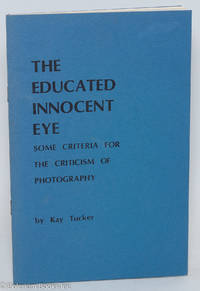 THE
EDUCATED
INNOCENT
EYE
SOME CRITERIA FOR
THE CRITICISM OF
PHOTOGRAPHY
by Kay Tucker